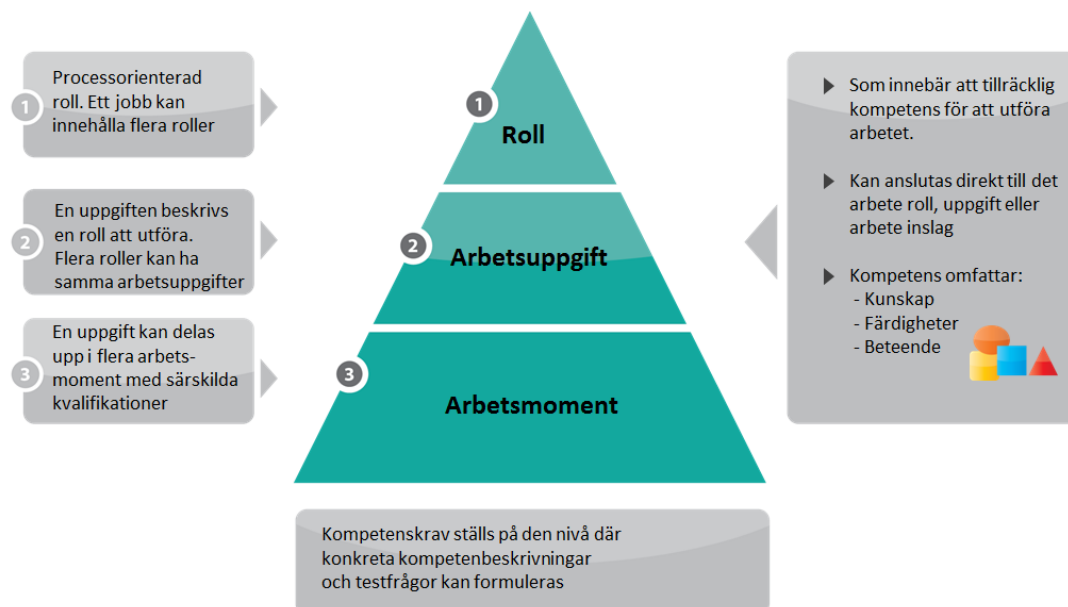 1
Processorienterad
roll. Ett jobb kan
innehålla flera roller
2
En uppgiften beskrivs
en roll att utföra.
Flera roller kan ha
samma arbetsuppgifter
3
En uppgift kan delas
upp i flera arbets-
moment med särskilda
kvalifikationer
1
Roll
2
Arbetsuppgift
3
Arbetsmoment
Som innebär att tillräcklig
kompetens för att utföra
arbetet.
Kan anslutas direkt till det
arbete roll, uppgift eller
arbete inslag
Kompetens omfattar:
- Kunskap
- Färdigheter
- Beteende
Kompetenskrav ställs på den nivå där
konkreta kompetenbeskrivningar
och testfrågor kan formuleras